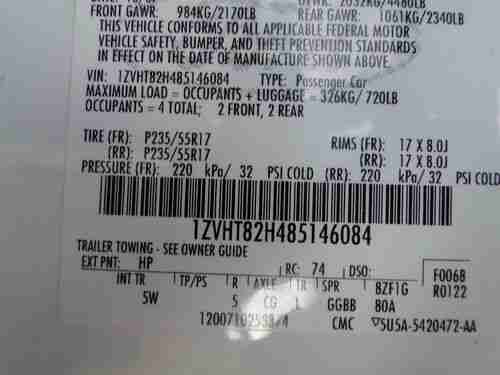 FRONT GAWR: 984KG/2170LB REAR GAWR: 1061KG/2340LB
THIS VEHICLE CONFORMS TO ALL APPLICABLE FEDERAL MOTOR
VEHICLE SAFETY, BUMPER, AND THEFT PREVENTION STANDARDS
IN EFFECT ON THE DATE OF MANUFACTURE SHOWN ABOVE.
VIN: 1ZVHT82H485146084 TYPE: Passenger Car
MAXIMUM LOAD = OCCUPANTS + LUGGAGE = 326KG/720LB
OCCUPANTS = 4 TOTAL; 2 FRONT, 2 REAR
TIRE (FR): P235/55R17 RIMS (FR): 17 X 8.0J
(RR): P235/55R17 (RR): 17 X 8.0J
PRESSURE (FR): 220 kPa/ 32 PSI COLD (RR): 220 kPa/ 32 PSI COLD
1ZVHT82H485146084
TRAILER TOWING - SEE OWNER GUIDE
EXT PNT: HP RC: 74 DSO: F0068
INT TR TP/PS R AXLE TR SPR 8ZF1G R0122
5W 5 CG L GGBB 80A
CMC 5U5A-5420472-AA